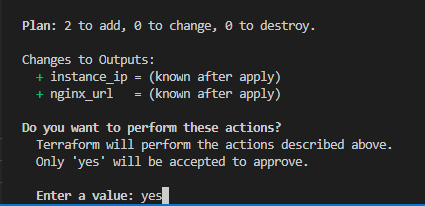 Plan: 2 to add, 0 to change, 0 to destroy.
Changes to Outputs:
+ instance_ip = (known after apply)
+ nginx_url   = (known after apply)
Do you want to perform these actions?
Terraform will perform the actions described above.
Only 'yes' will be accepted to approve.
Enter a value: yes